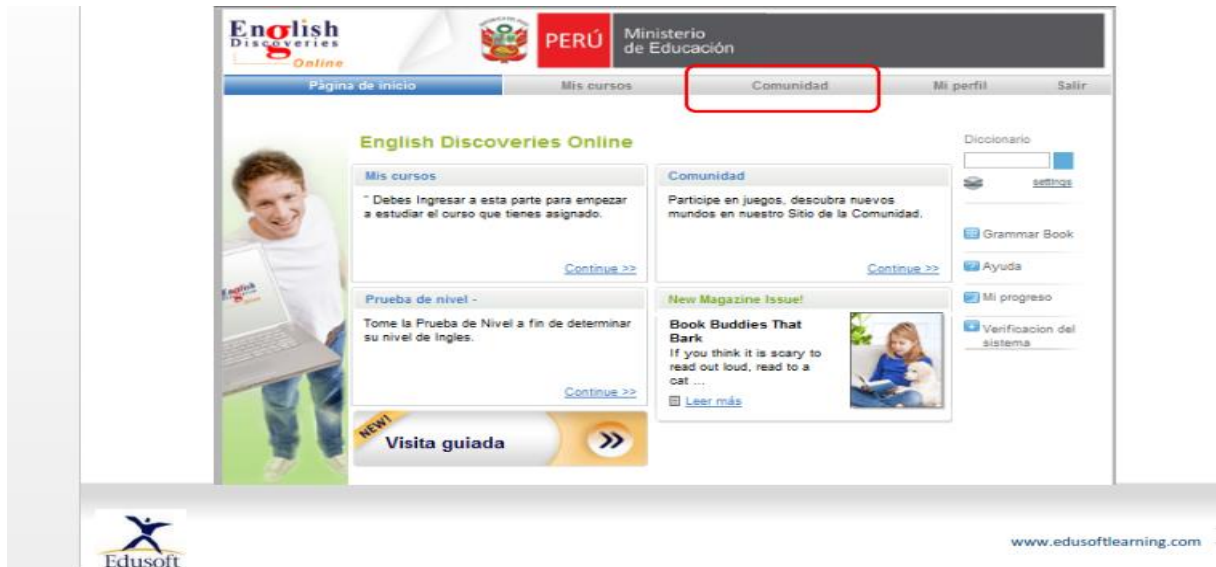 English
Discoveries
Online
PERÚ
Ministerio
de Educación
Página de inicio
Mis cursos
Comunidad
Mi perfil
Salir
English Discoveries Online
Mis cursos
" Debes Ingresar a esta parte para empezar
a estudiar el curso que tienes asignado.
Continue >>
Comunidad
Participe en juegos, descubra nuevos
mundos en nuestro Sitio de la Comunidad.
Continue >>
Prueba de nivel -
Tome la Prueba de Nivel a fin de determinar
su nivel de Ingles.
Continue >>
New Magazine Issue!
Book Buddies That
Bark
If you think it is scary to
read out loud, read to a
cat ...
Leer más
NEW!
Visita guiada
Diccionario
settings
Grammar Book
Ayuda
Mi progreso
Verificacion del
sistema
Edusoft
www.edusoftlearning.com